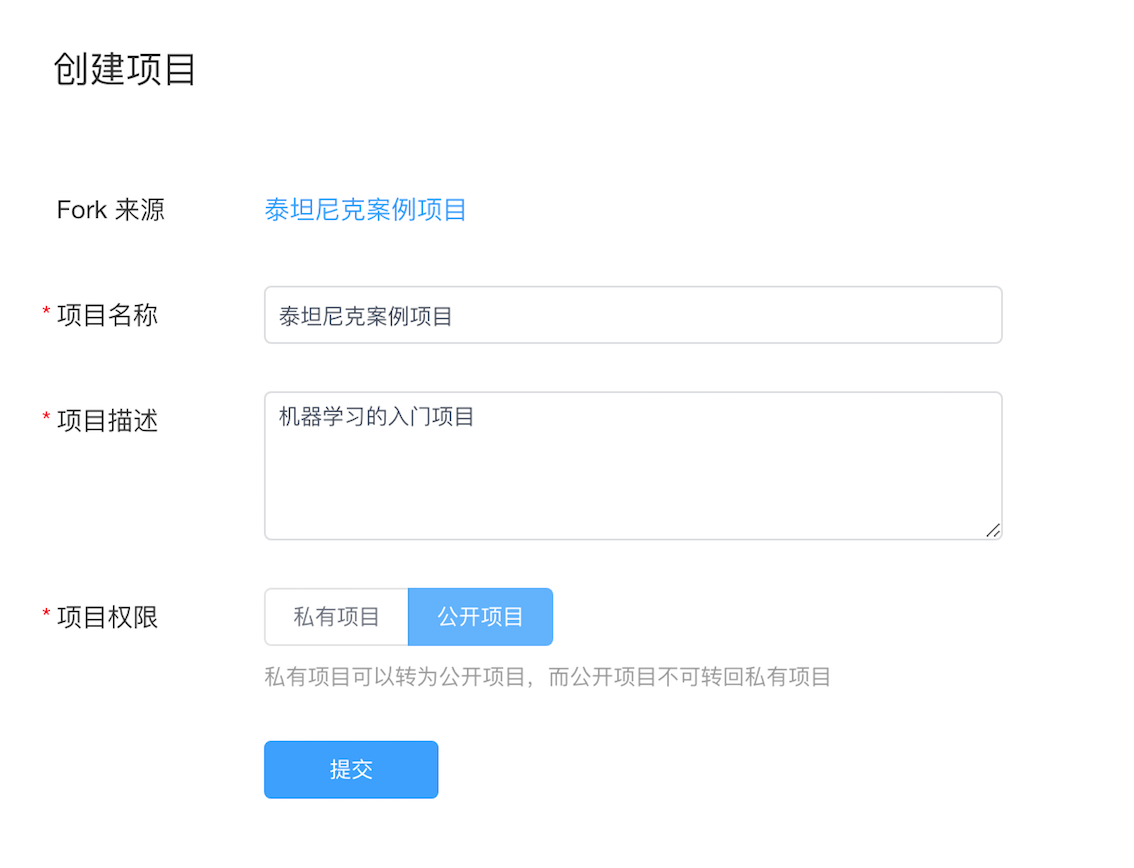 创建项目
Fork 来源
泰坦尼克案例项目
* 项目名称
泰坦尼克案例项目
* 项目描述
机器学习的入门项目
* 项目权限
私有项目
公开项目
私有项目可以转为公开项目，而公开项目不可转回私有项目
提交